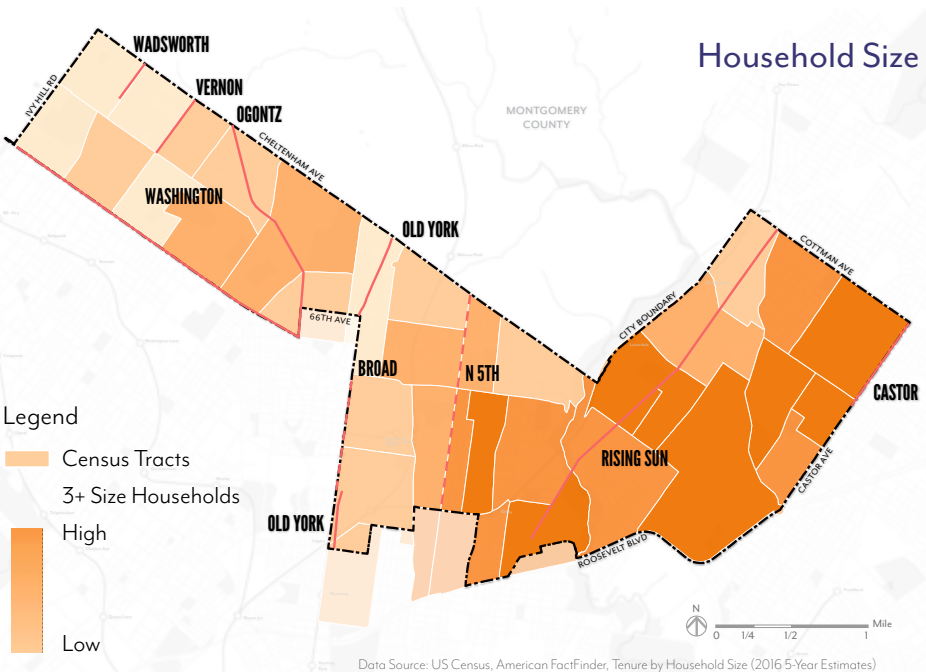 Household Size
WADSWORTH
VERNON
OGONTZ
IVY HILL RD
CHELTENHAM AVE
MONTGOMERY
COUNTY
WASHINGTON
OLD YORK
COTTMAN AVE
CITY BOUNDARY
66TH AVE
BROAD
N 5TH
CASTOR
RISING SUN
CASTOR AVE
OLD YORK
ROOSEVELT BLVD
Legend
Census Tracts
3+ Size Households
High
Low
N
0 1/4 1/2 1 Mile
Data Source: US Census, American FactFinder, Tenure by Household Size (2016 5-Year Estimates)